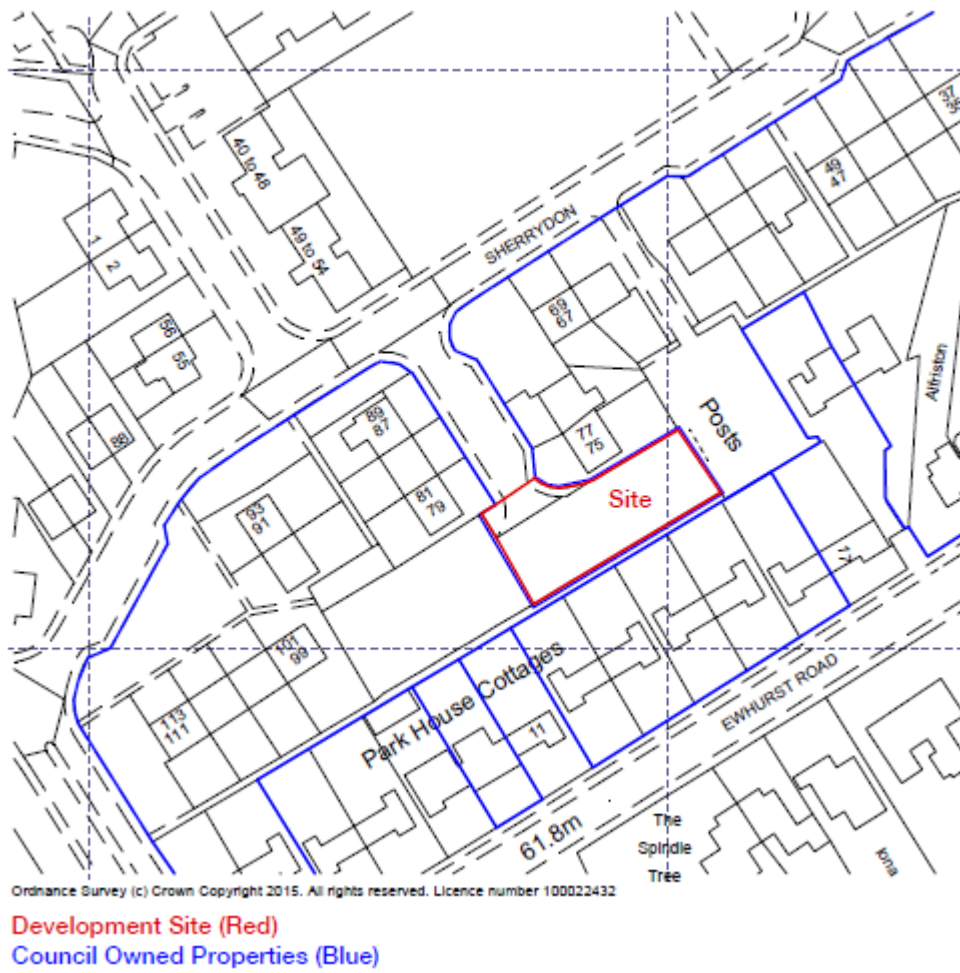 40 to 48
37
35
49
47
1
2
49 to 54
SHERRYDON
56
55
69
67
Alfriston
88
89
87
77
75
Posts
81
79
Site
93
91
77
101
99
Park House Cottages
113
111
11
EWHURST ROAD
61.8m
The
Spindle
Tree
Iona
Ordnance Survey (c) Crown Copyright 2015. All rights reserved. Licence number 100022432
Development Site (Red)
Council Owned Properties (Blue)